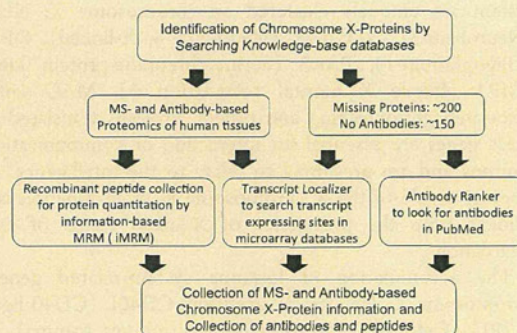 Identification of Chromosome X-Proteins by
Searching Knowledge-base databases
MS- and Antibody-based
Proteomics of human tissues
Missing Proteins: ~200
No Antibodies: ~150
Recombinant peptide collection
for protein quantitation by
information-based
MRM ( iMRM)
Transcript Localizer
to search transcript
expressing sites in
microarray databases
Antibody Ranker
to look for antibodies
in PubMed
Collection of MS- and Antibody-based
Chromosome X-Protein information and
Collection of antibodies and peptides